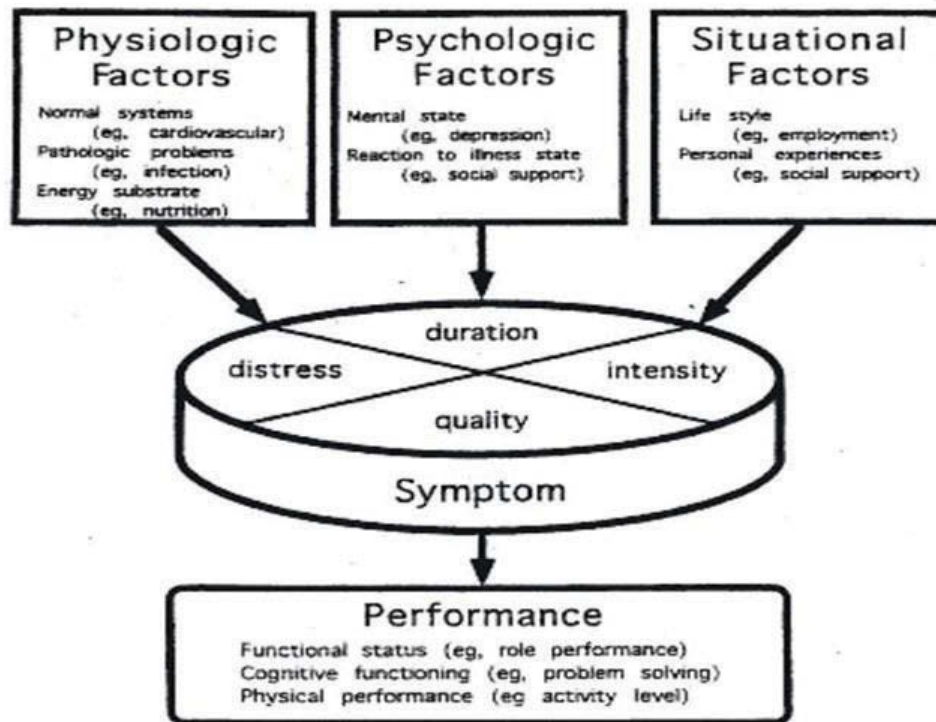 Physiologic
Factors
Normal systems
(eg, cardiovascular)
Pathologic problems
(eg, infection)
Energy substrate
(eg, nutrition)
Psychologic
Factors
Mental state
(eg, depression)
Reaction to illness state
(eg, social support)
Situational
Factors
Life style
(eg, employment)
Personal experiences
(eg, social support)
duration
distress
intensity
quality
Symptom
Performance
Functional status (eg, role performance)
Cognitive functioning (eg, problem solving)
Physical performance (eg activity level)